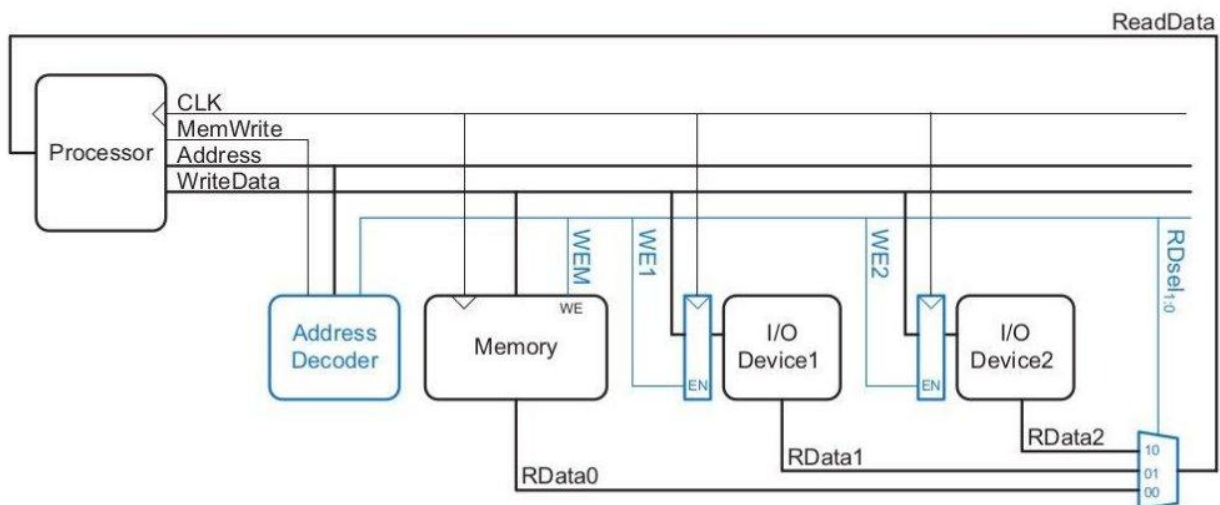 ReadData
CLK
MemWrite
Address
WriteData
Processor
WEM
WE1
WE2
RDsel1:0
Address
Decoder
WE
Memory
EN
I/O
Device1
EN
I/O
Device2
RData2
RData1
RData0
10
01
00